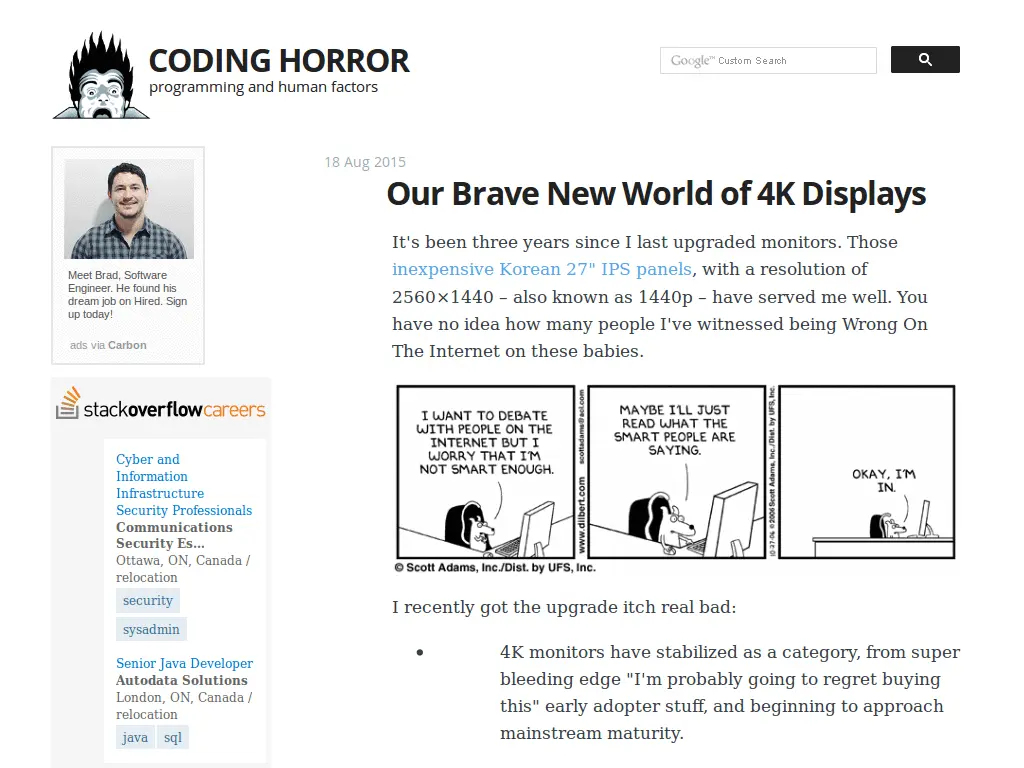 CODING HORROR
programming and human factors
Google™ Custom Search
Meet Brad, Software
Engineer. He found his
dream job on Hired. Sign
up today!
ads via Carbon
stackoverflowcareers
Cyber and
Information
Infrastructure
Security Professionals
Communications
Security Es...
Ottawa, ON, Canada /
relocation
security
sysadmin
Senior Java Developer
Autodata Solutions
London, ON, Canada /
relocation
java sql
18 Aug 2015
Our Brave New World of 4K Displays
It's been three years since I last upgraded monitors. Those
inexpensive Korean 27" IPS panels, with a resolution of
2560×1440 – also known as 1440p – have served me well. You
have no idea how many people I've witnessed being Wrong On
The Internet on these babies.
I WANT TO DEBATE
WITH PEOPLE ON THE
INTERNET BUT I
WORRY THAT I'M
NOT SMART ENOUGH.
www.dilbert.com scottadams@aol.com
MAYBE I'LL JUST
READ WHAT THE
SMART PEOPLE ARE
SAYING.
10-27-06 ©2006 Scott Adams, Inc./Dist. by UFS, Inc.
OKAY, I'M
IN.
© Scott Adams, Inc./Dist. by UFS, Inc.
I recently got the upgrade itch real bad:
• 4K monitors have stabilized as a category, from super
bleeding edge "I'm probably going to regret buying
this" early adopter stuff, and beginning to approach
mainstream maturity.